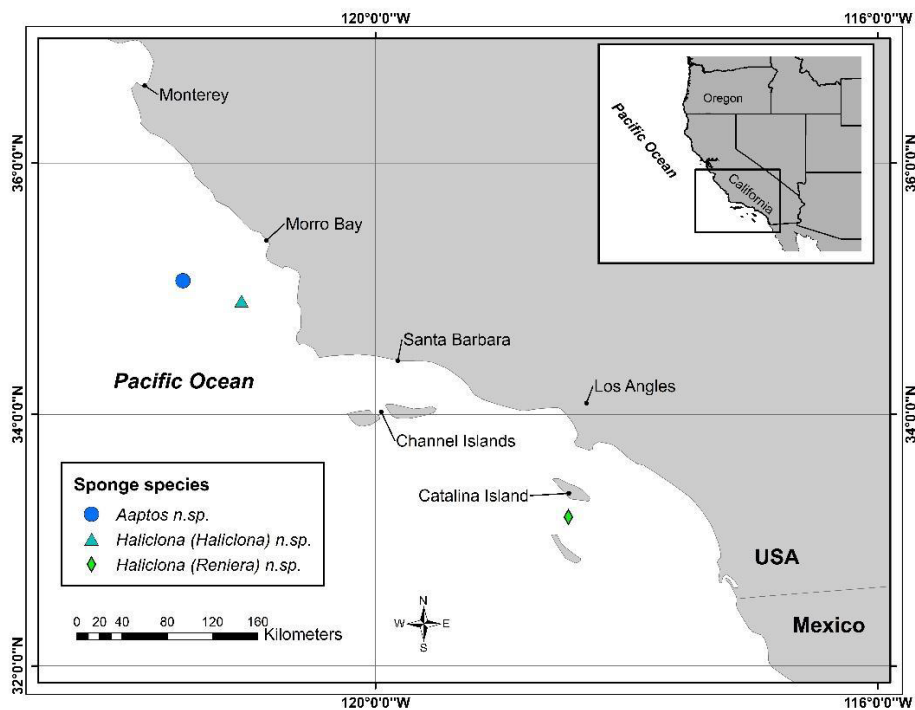 120°0'0"W
116°0'0"W
Monterey
Oregon
Pacific Ocean
California
36°0'0"N
36°0'0"N
Morro Bay
Santa Barbara
Pacific Ocean
Los Angles
34°0'0"N
34°0'0"N
Channel Islands
Sponge species
Aaptos n.sp.
Haliclona (Haliclona) n.sp.
Haliclona (Reniera) n.sp.
Catalina Island
USA
0 20 40 80 120 160
Kilometers
N
W E
S
Mexico
32°0'0"N
32°0'0"N
120°0'0"W
116°0'0"W